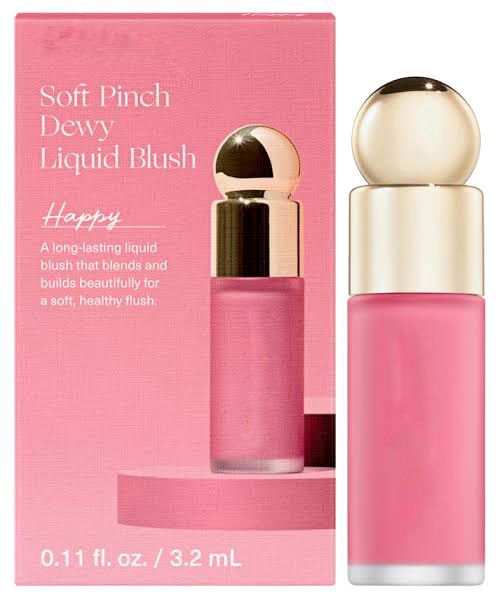 Soft Pinch
Dewy
Liquid Blush
Happy
A long-lasting liquid
blush that blends and
builds beautifully for
a soft, healthy flush.
0.11 fl. oz. / 3.2 mL